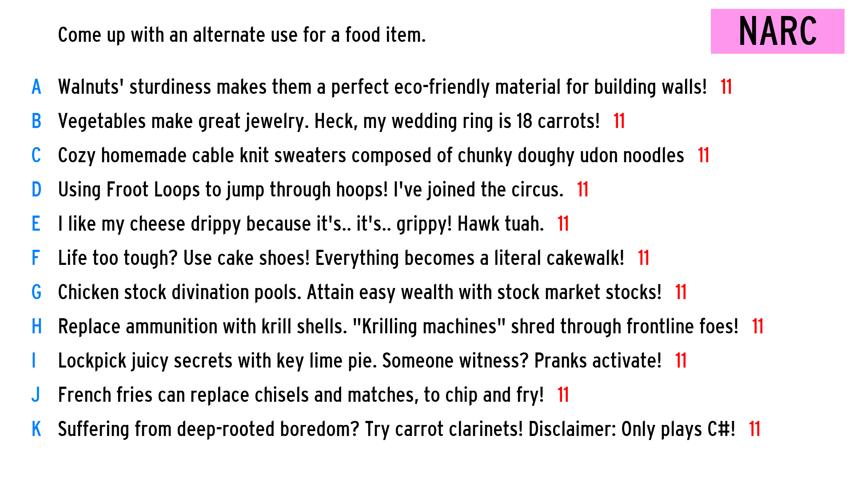 Come up with an alternate use for a food item.
NARC
A Walnuts' sturdiness makes them a perfect eco-friendly material for building walls! 11
B Vegetables make great jewelry. Heck, my wedding ring is 18 carrots! 11
C Cozy homemade cable knit sweaters composed of chunky doughy udon noodles 11
D Using Froot Loops to jump through hoops! I've joined the circus. 11
E I like my cheese drippy because it's.. it's.. grippy! Hawk tuah. 11
F Life too tough? Use cake shoes! Everything becomes a literal cakewalk! 11
G Chicken stock divination pools. Attain easy wealth with stock market stocks! 11
H Replace ammunition with krill shells. "Krilling machines" shred through frontline foes! 11
I Lockpick juicy secrets with key lime pie. Someone witness? Pranks activate! 11
J French fries can replace chisels and matches, to chip and fry! 11
K Suffering from deep-rooted boredom? Try carrot clarinets! Disclaimer: Only plays C#! 11